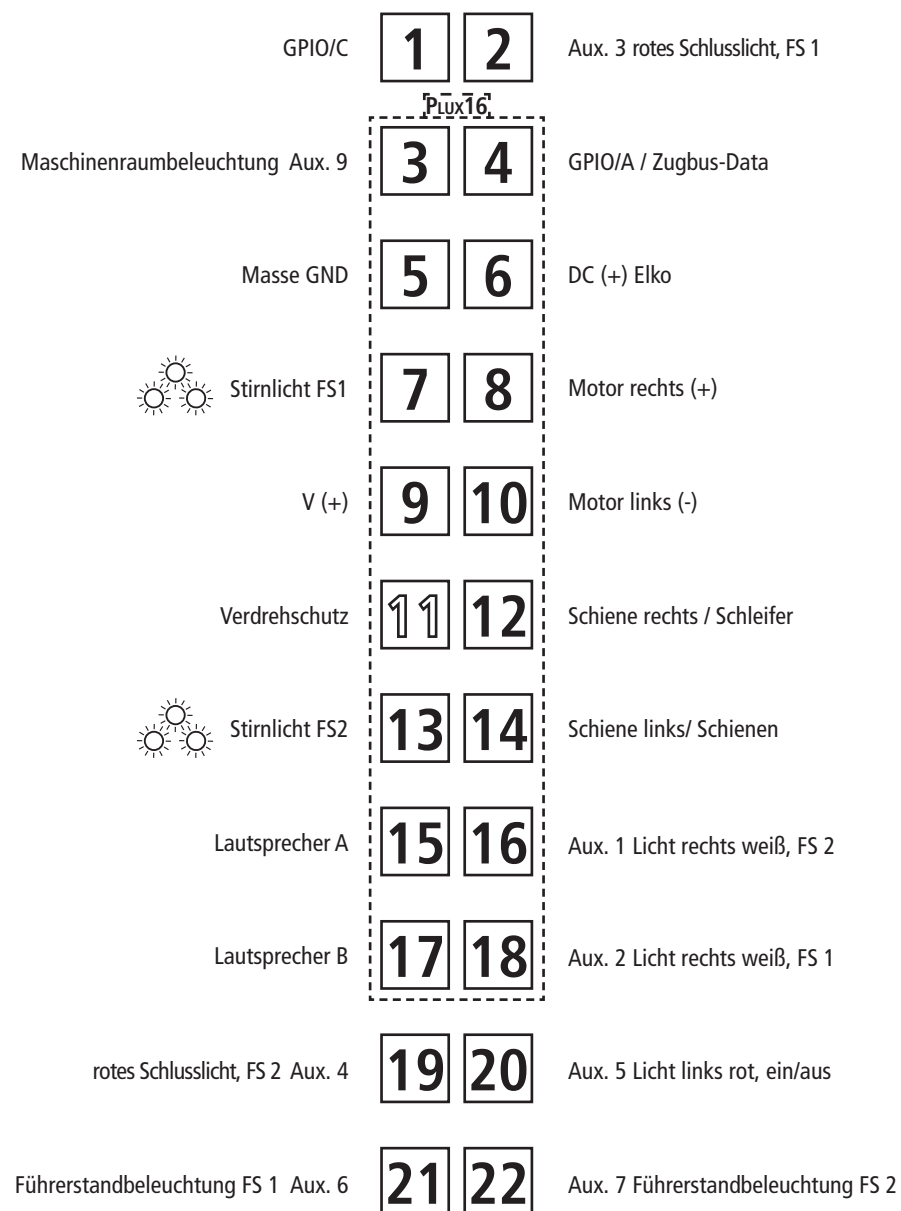 GPIO/C 1 2 Aux. 3 rotes Schlusslicht, FS 1
PLUX16
Maschinenraumbeleuchtung Aux. 9 3 4 GPIO/A / Zugbus-Data
Masse GND 5 6 DC (+) Elko
Stirnlicht FS1 7 8 Motor rechts (+)
V (+) 9 10 Motor links (-)
Verdrehschutz 11 12 Schiene rechts / Schleifer
Stirnlicht FS2 13 14 Schiene links/ Schienen
Lautsprecher A 15 16 Aux. 1 Licht rechts weiß, FS 2
Lautsprecher B 17 18 Aux. 2 Licht rechts weiß, FS 1
rotes Schlusslicht, FS 2 Aux. 4 19 20 Aux. 5 Licht links rot, ein/aus
Führerstandbeleuchtung FS 1 Aux. 6 21 22 Aux. 7 Führerstandbeleuchtung FS 2